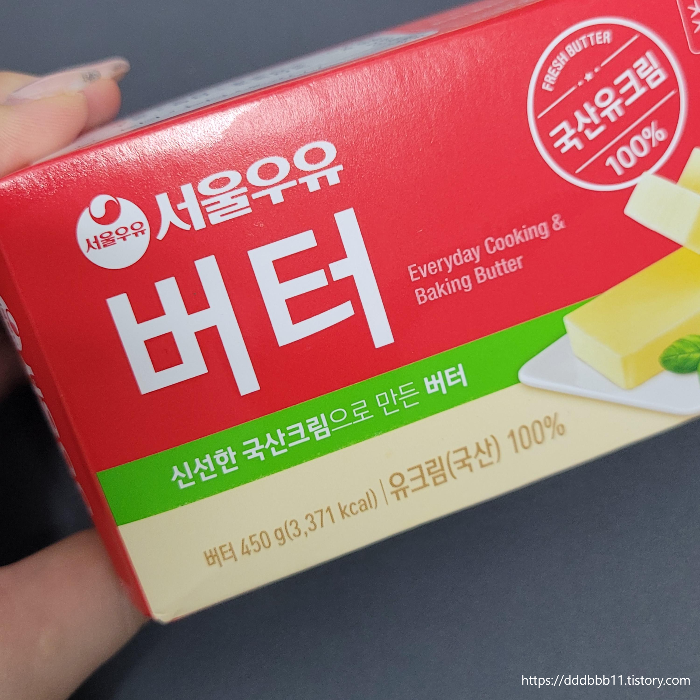 FRESH BUTTER
국산유크림
100%
서울우유
서울우유
버터
Everyday Cooking &
Baking Butter
신선한 국산크림으로 만든 버터
버터 450 g(3,371 kcal) | 유크림(국산) 100%
https://dddbbb11.tistory.com